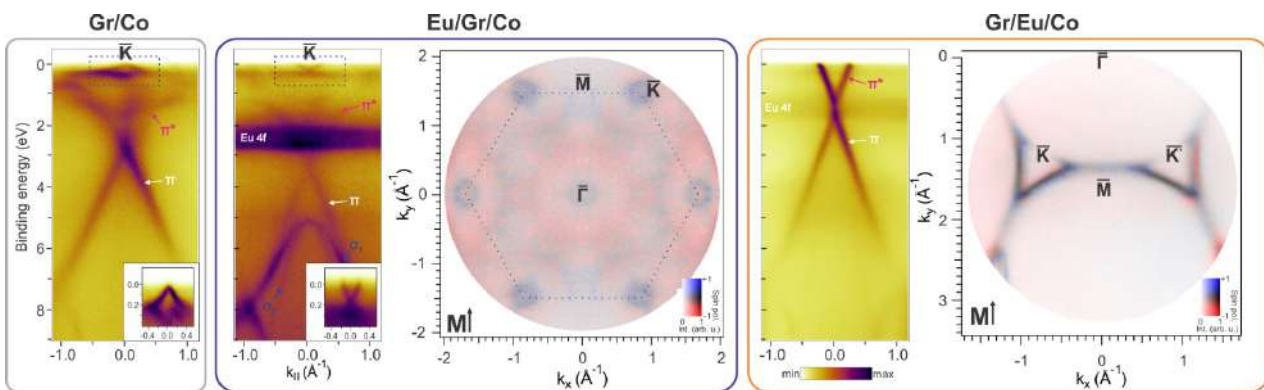 Gr/Co
Eu/Gr/Co
Gr/Eu/Co
K̅
0
2
4
6
8
Binding energy (eV)
π*
π
0.0
0.2
-0.4 0.0 0.4
-1.0 0.0 1.0
K̅
π*
Eu 4f
π
σ₁
0.0
0.2
-0.4 0.0 0.4
-1.0 0.0 1.0
k∥ (Å⁻¹)
2
1
0
-1
-2
k_y (Å⁻¹)
M̅
K̅
Γ̅
M↑
+1
-1
Spin pol.
Int. (arb. u.)
-2 -1 0 1 2
kₓ (Å⁻¹)
π*
Eu 4f
π
-1.0 0.0 1.0
min max
0
1
2
3
k_y (Å⁻¹)
Γ̅
K̅
K̅
M̅
M↑
+1
-1
Spin pol.
Int. (arb. u.)
-1 0 1
kₓ (Å⁻¹)